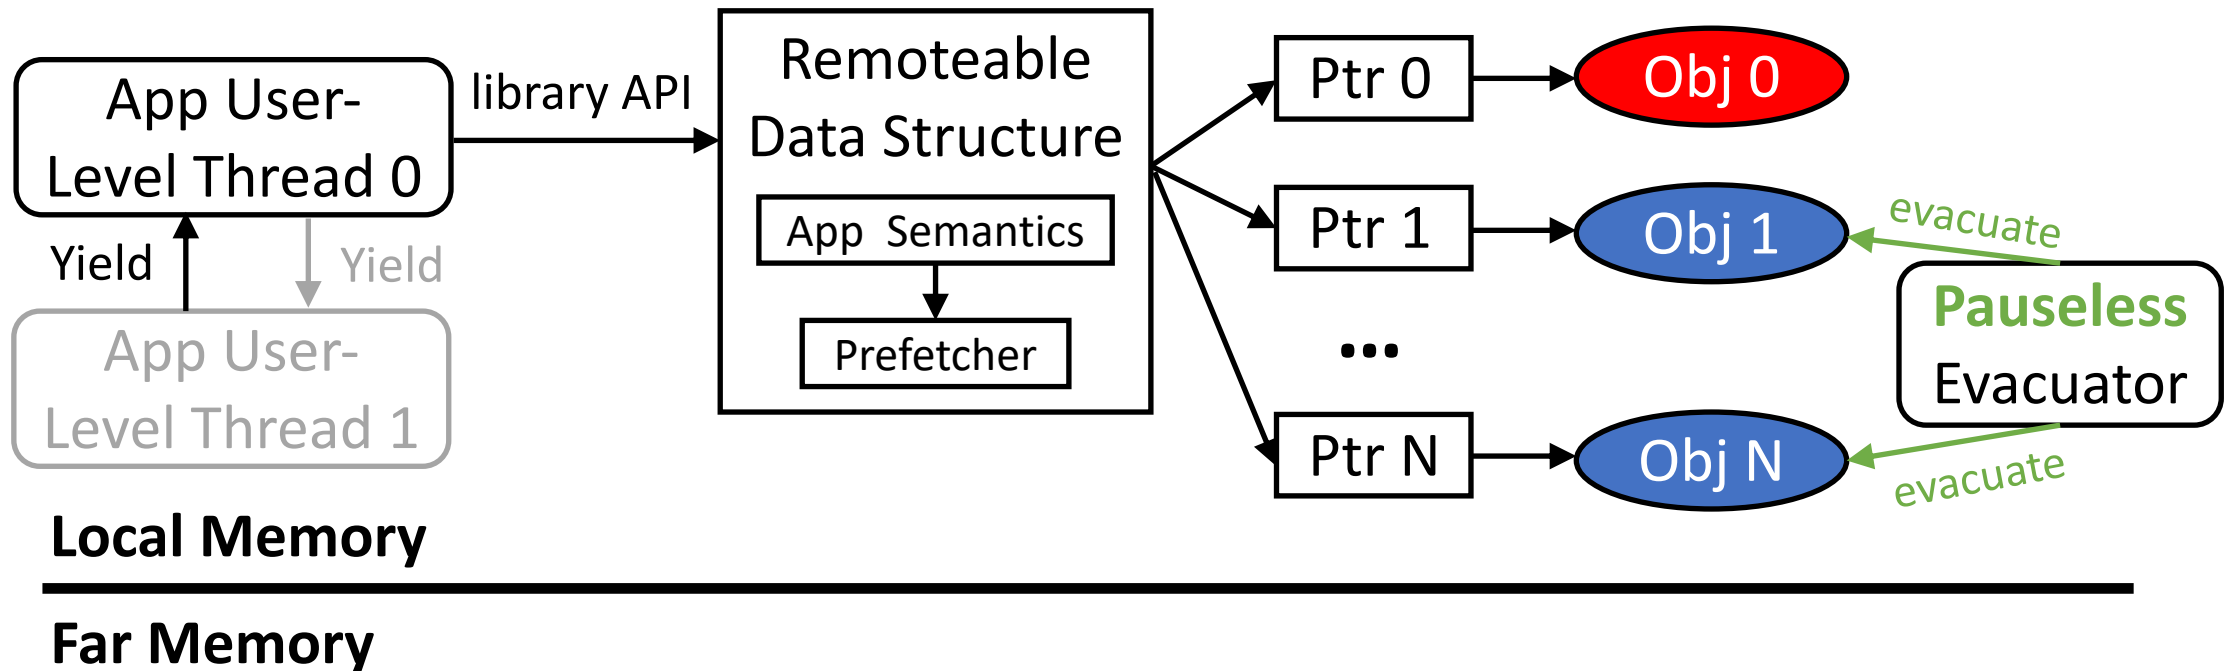 App User-
Level Thread 0
library API
Yield
Yield
App User-
Level Thread 1
Remoteable
Data Structure
App Semantics
Prefetcher
Ptr 0
Obj 0
Ptr 1
Obj 1
...
Ptr N
Obj N
evacuate
Pauseless
Evacuator
evacuate
Local Memory
Far Memory